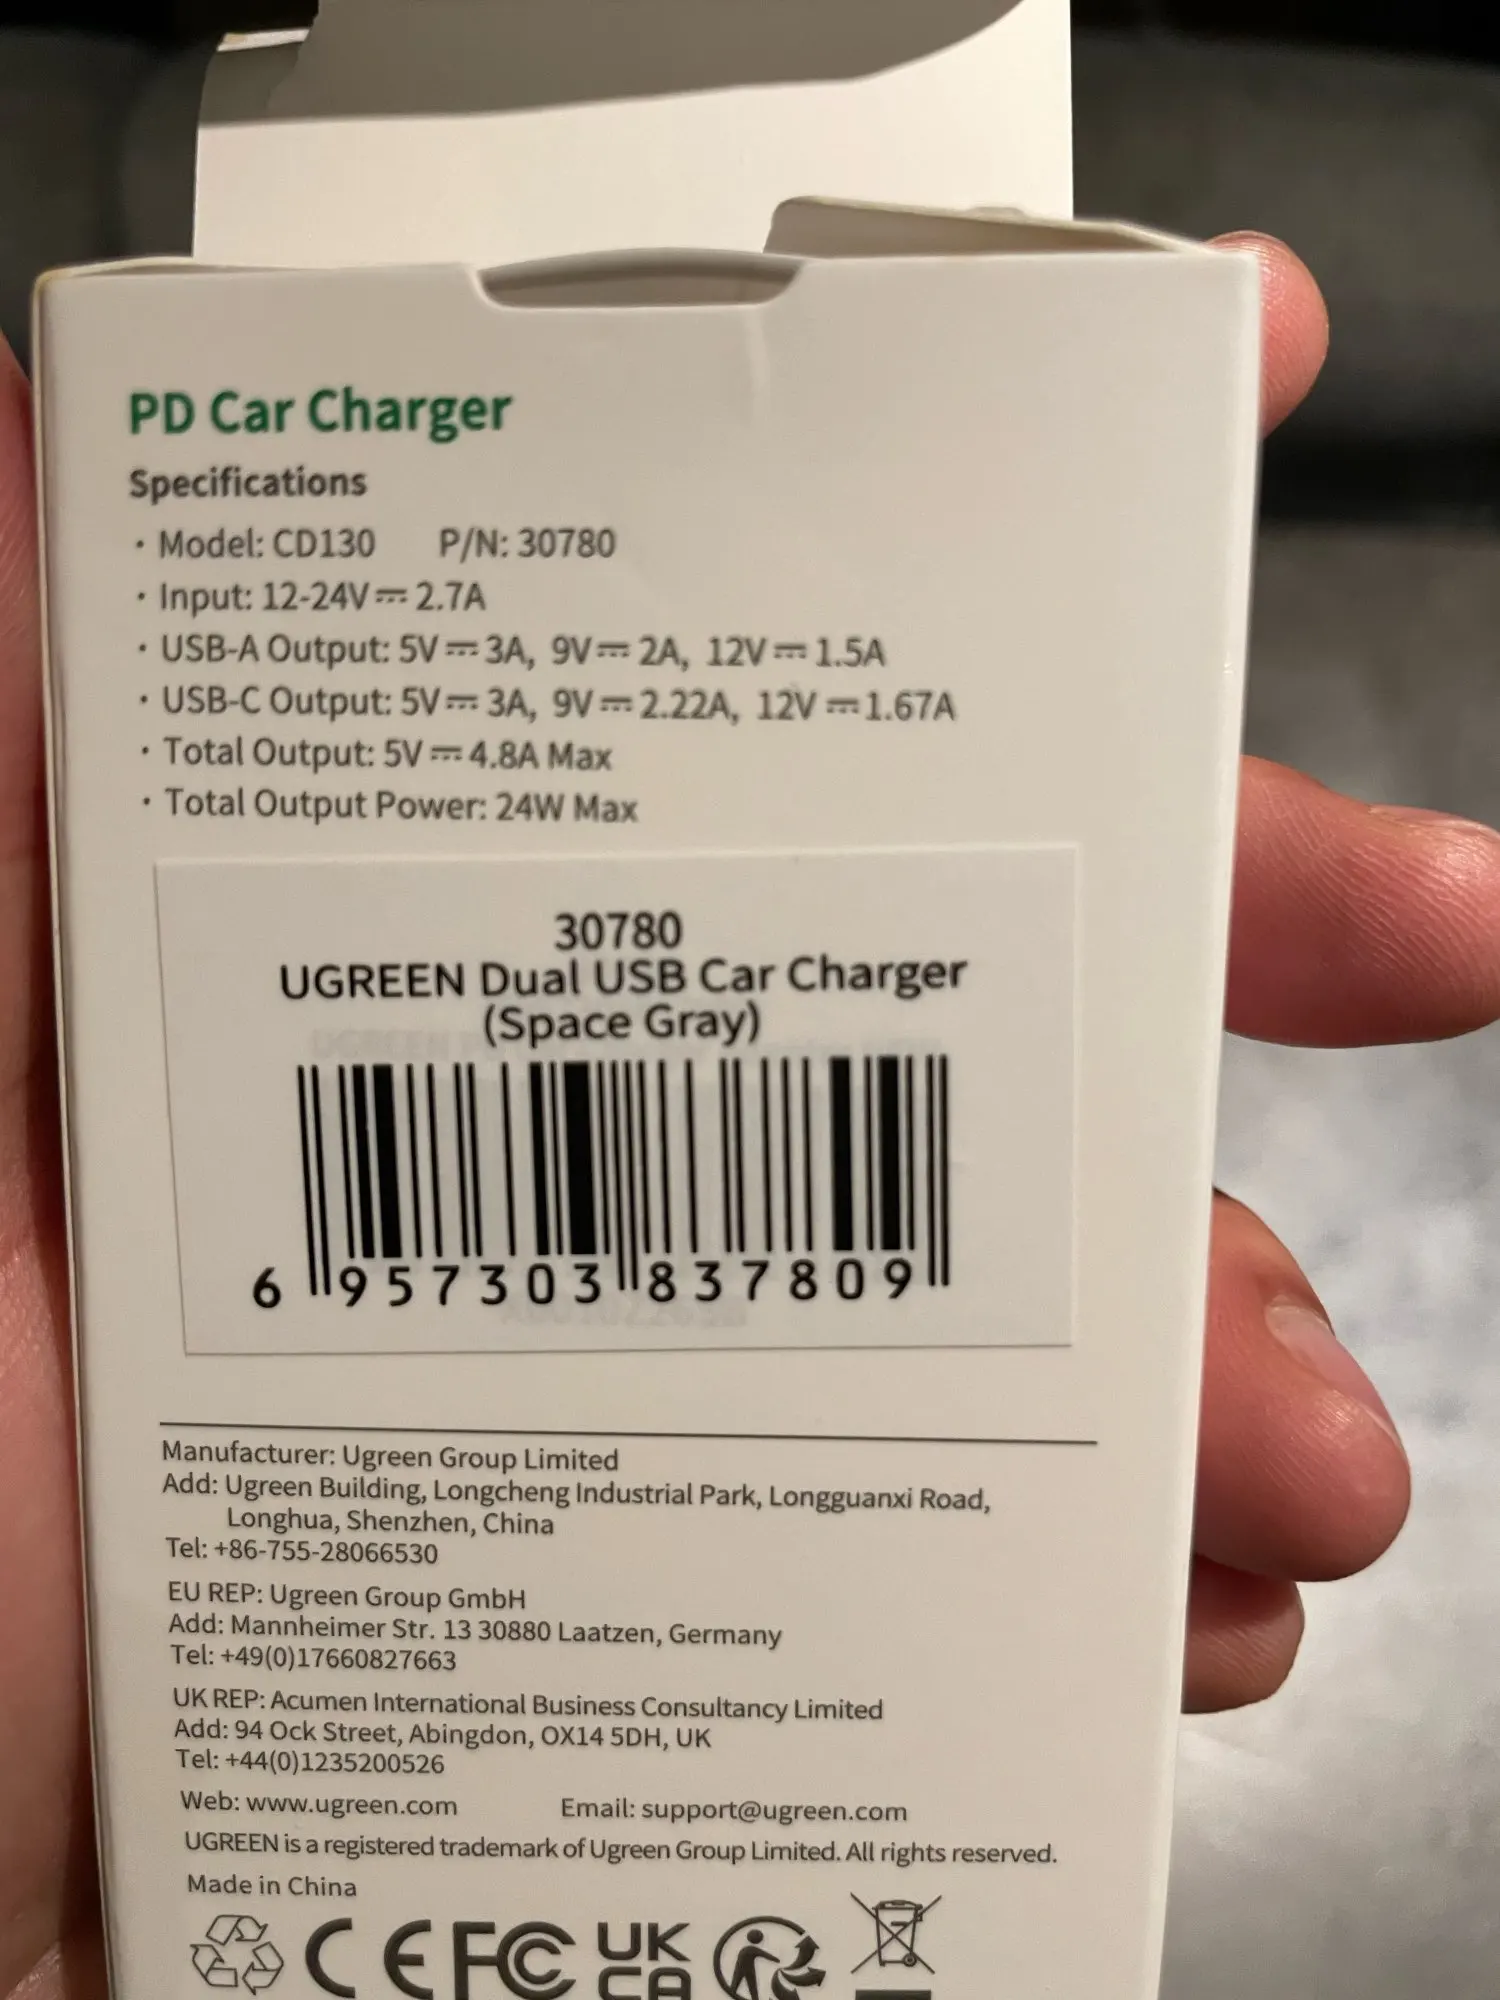 PD Car Charger
Specifications
· Model: CD130 P/N: 30780
· Input: 12-24V⎓2.7A
· USB-A Output: 5V⎓3A, 9V⎓2A, 12V⎓1.5A
· USB-C Output: 5V⎓3A, 9V⎓2.22A, 12V⎓1.67A
· Total Output: 5V⎓4.8A Max
· Total Output Power: 24W Max
30780
UGREEN Dual USB Car Charger
(Space Gray)
6 957303 837809
Manufacturer: Ugreen Group Limited
Add: Ugreen Building, Longcheng Industrial Park, Longguanxi Road,
Longhua, Shenzhen, China
Tel: +86-755-28066530
EU REP: Ugreen Group GmbH
Add: Mannheimer Str. 13 30880 Laatzen, Germany
Tel: +49(0)17660827663
UK REP: Acumen International Business Consultancy Limited
Add: 94 Ock Street, Abingdon, OX14 5DH, UK
Tel: +44(0)1235200526
Web: www.ugreen.com Email: support@ugreen.com
UGREEN is a registered trademark of Ugreen Group Limited. All rights reserved.
Made in China
CE FC UK
CA